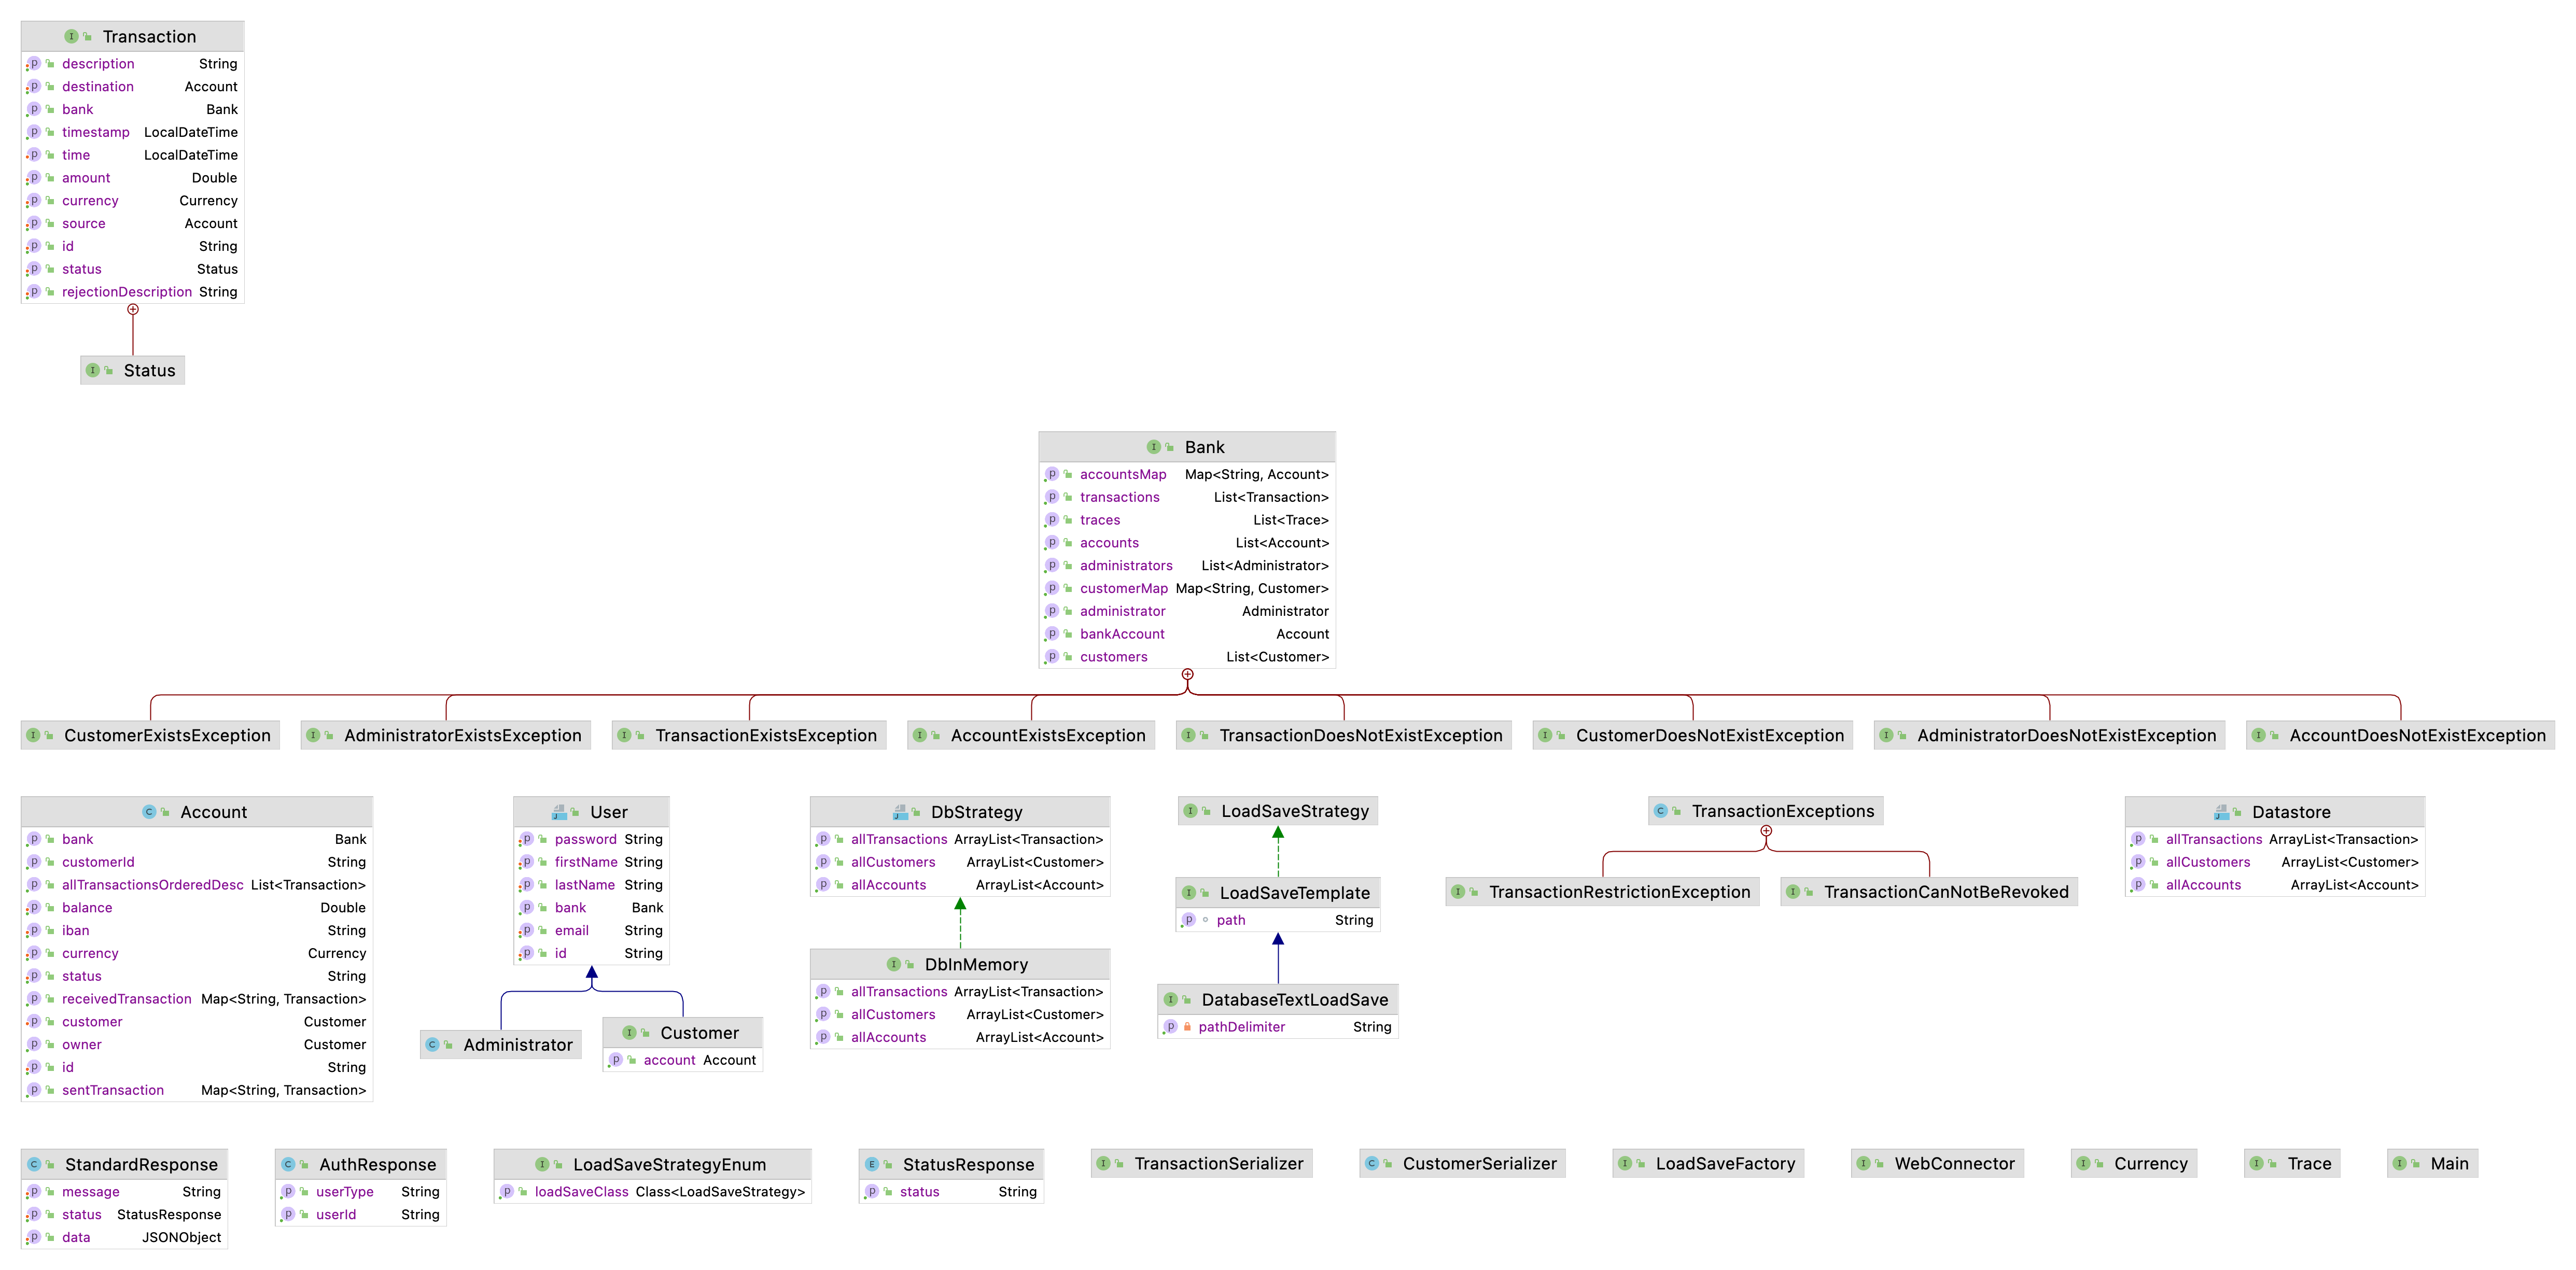 Transaction
description String
destination Account
bank Bank
timestamp LocalDateTime
time LocalDateTime
amount Double
currency Currency
source Account
id String
status Status
rejectionDescription String
Status
Bank
accountsMap Map<String, Account>
transactions List<Transaction>
traces List<Trace>
accounts List<Account>
administrators List<Administrator>
customerMap Map<String, Customer>
administrator Administrator
bankAccount Account
customers List<Customer>
CustomerExistsException
AdministratorExistsException
TransactionExistsException
AccountExistsException
TransactionDoesNotExistException
CustomerDoesNotExistException
AdministratorDoesNotExistException
AccountDoesNotExistException
Account
bank Bank
customerId String
allTransactionsOrderedDesc List<Transaction>
balance Double
iban String
currency Currency
status String
receivedTransaction Map<String, Transaction>
customer Customer
owner Customer
id String
sentTransaction Map<String, Transaction>
User
password String
firstName String
lastName String
bank Bank
email String
id String
Administrator
Customer
account Account
DbStrategy
allTransactions ArrayList<Transaction>
allCustomers ArrayList<Customer>
allAccounts ArrayList<Account>
DbInMemory
allTransactions ArrayList<Transaction>
allCustomers ArrayList<Customer>
allAccounts ArrayList<Account>
LoadSaveStrategy
LoadSaveTemplate
path String
DatabaseTextLoadSave
pathDelimiter String
TransactionExceptions
TransactionRestrictionException
TransactionCanNotBeRevoked
Datastore
allTransactions ArrayList<Transaction>
allCustomers ArrayList<Customer>
allAccounts ArrayList<Account>
StandardResponse
message String
status StatusResponse
data JSONObject
AuthResponse
userType String
userId String
LoadSaveStrategyEnum
loadSaveClass Class<LoadSaveStrategy>
StatusResponse
status String
TransactionSerializer
CustomerSerializer
LoadSaveFactory
WebConnector
Currency
Trace
Main